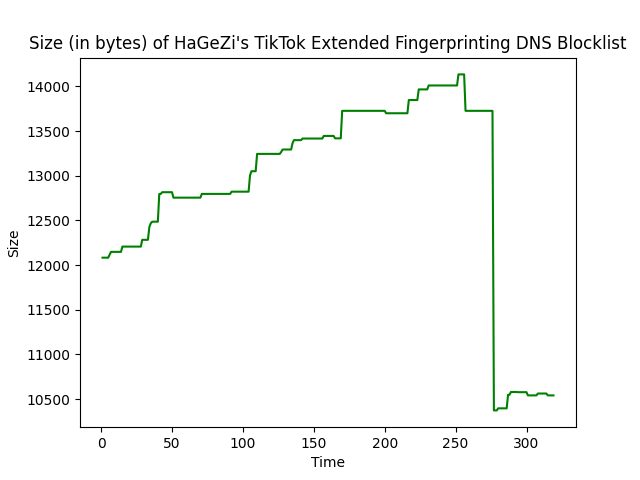 Size (in bytes) of HaGeZi's TikTok Extended Fingerprinting DNS Blocklist
14000
13500
13000
12500
12000
11500
11000
10500
Size
0 50 100 150 200 250 300
Time